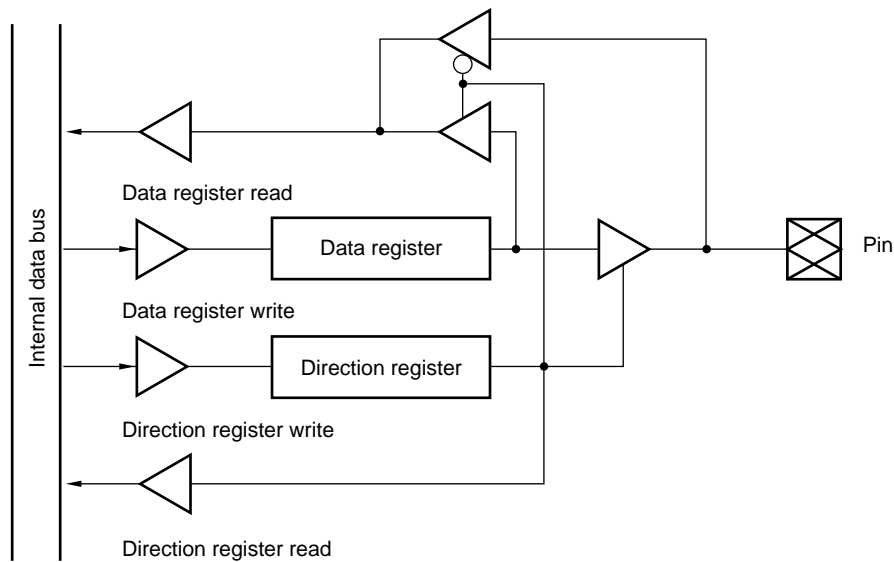 Internal data bus
Data register read
Data register
Pin
Data register write
Direction register
Direction register write
Direction register read